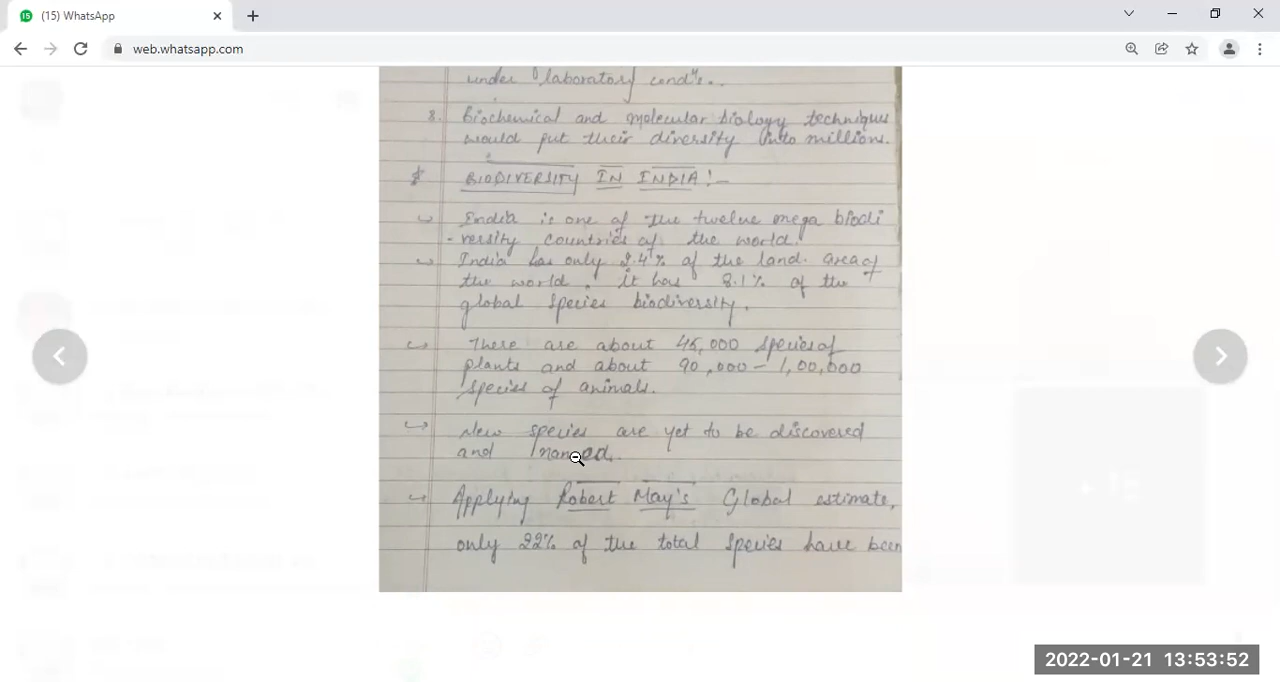 (15) WhatsApp
web.whatsapp.com
under laboratory condⁿs..
8. Biochemical and molecular biology techniques
would put their diversity into millions.
BIODIVERSITY IN INDIA!-
India is one of the twelve mega biodi
-versity countries of the world.
India has only 2.4% of the land area of
the world. it has 8.1% of the
global species biodiversity.
There are about 45,000 species of
plants and about 90,000 - 1,00,000
species of animals.
New species are yet to be discovered
and named.
Applying Robert May's Global estimate,
only 22% of the total species have been
2022-01-21 13:53:52